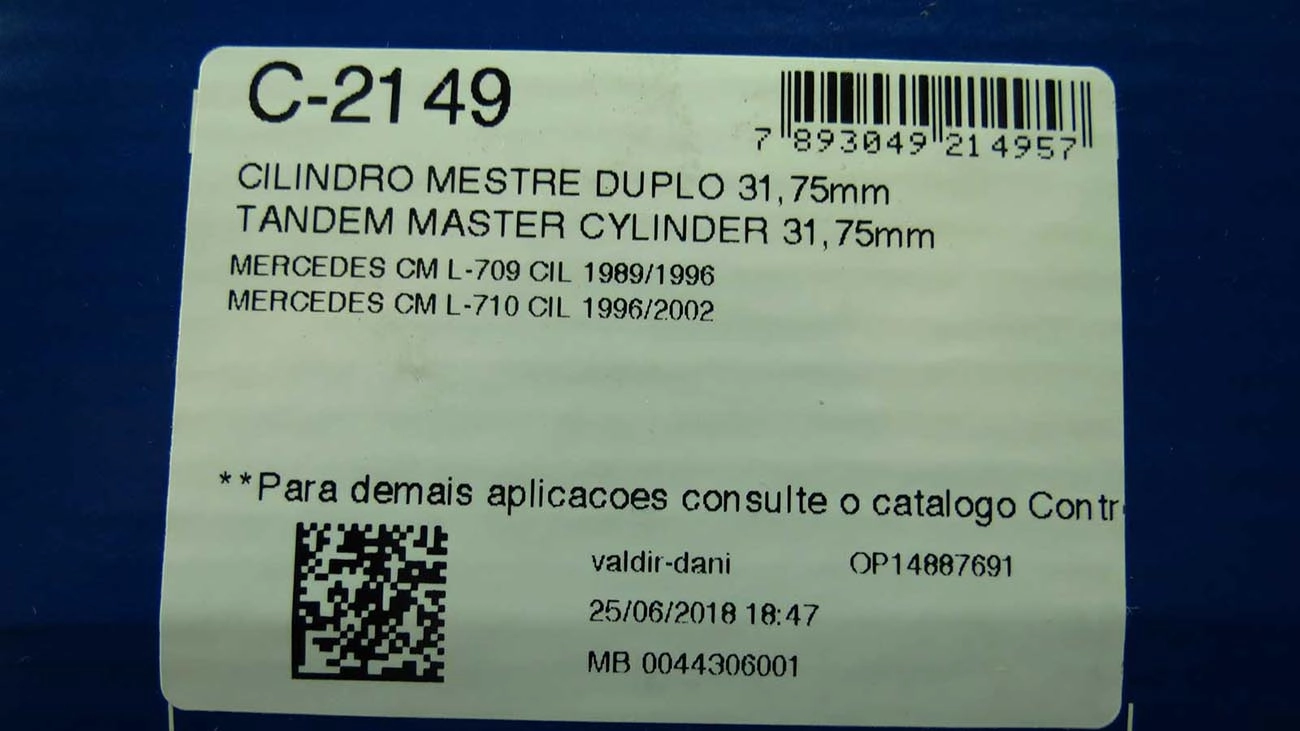 C-2149
7 893049 214957
CILINDRO MESTRE DUPLO 31,75mm
TANDEM MASTER CYLINDER 31,75mm
MERCEDES CM L-709 CIL 1989/1996
MERCEDES CM L-710 CIL 1996/2002
**Para demais aplicacoes consulte o catalogo Contr
valdir-dani OP14887691
25/06/2018 18:47
MB 0044306001